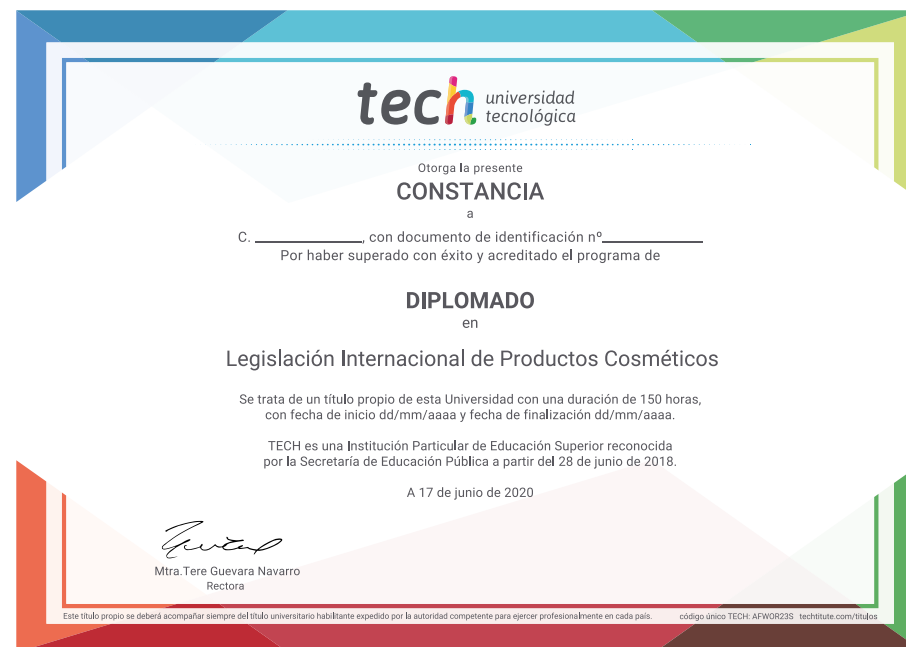 tech universidad
tecnológica
Otorga la presente
CONSTANCIA
a
C. ______________, con documento de identificación nº_____________
Por haber superado con éxito y acreditado el programa de
DIPLOMADO
en
Legislación Internacional de Productos Cosméticos
Se trata de un título propio de esta Universidad con una duración de 150 horas,
con fecha de inicio dd/mm/aaaa y fecha de finalización dd/mm/aaaa.
TECH es una Institución Particular de Educación Superior reconocida
por la Secretaría de Educación Pública a partir del 28 de junio de 2018.
A 17 de junio de 2020
Mtra.Tere Guevara Navarro
Rectora
Este título propio se deberá acompañar siempre del título universitario habilitante expedido por la autoridad competente para ejercer profesionalmente en cada país. código único TECH: AFWOR23S techtitute.com/titulos